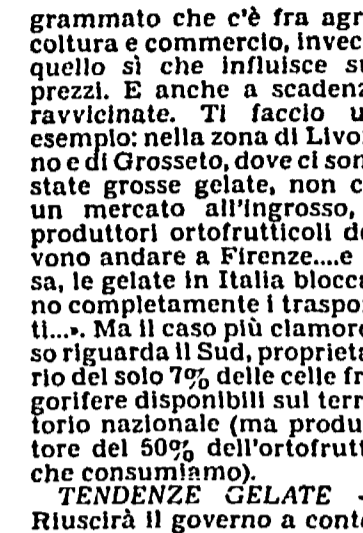 grammato che c'è fra agr
coltura e commercio, invec
quello sì che influisce su
prezzi. E anche a scadenz
ravvicinate. Ti faccio u
esempio: nella zona di Livo
no e di Grosseto, dove ci son
state grosse gelate, non c
un mercato all'ingrosso,
produttori ortofrutticoli de
vono andare a Firenze....e
sa, le gelate in Italia blocca
no completamente i traspo
ti...». Ma il caso più clamoro
so riguarda il Sud, proprieta
rio del solo 7% delle celle fr
gorifere disponibili sul terr
torio nazionale (ma produ
tore del 50% dell'ortofrutt
che consumiamo).
TENDENZE GELATE -
Riuscirà il governo a conte